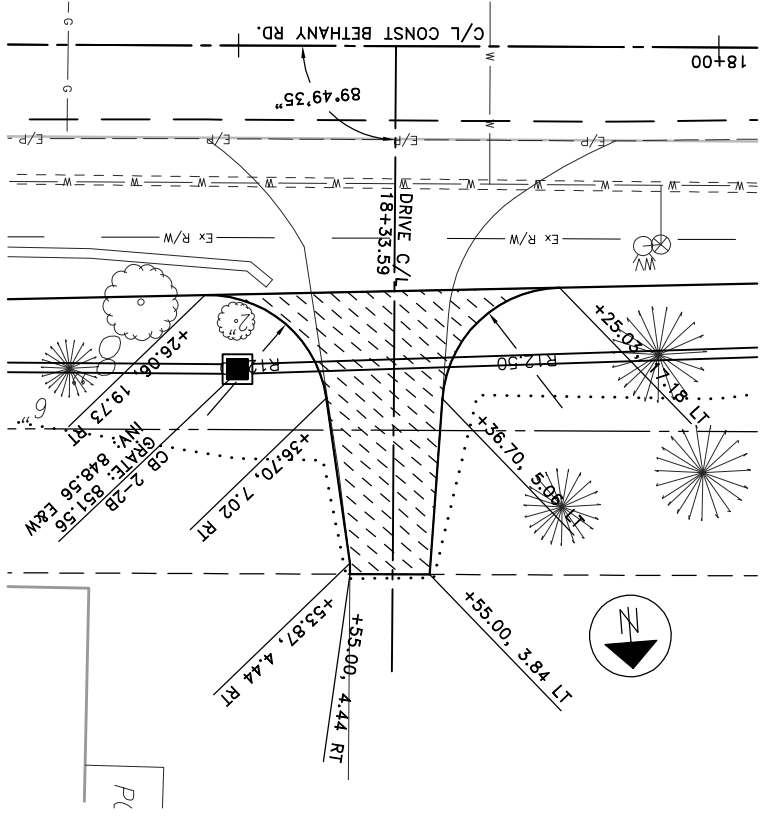 G
G
C/L CONST BETHANY RD.
18+00
89°49'35"
W
W
E/P
E/P
E/P
E/P
W W W W W W W W W W W
DRIVE C/L
18+33.59
Ex R/W
Ex R/W
+26.06, 19.73 RT
+25.03, 17.18 LT
R12.50
CB 2-2B
GRATE: 851.56
INV: 848.56 E&W
6"
2"
+36.70, 7.02 RT
+36.70, 5.06 LT
+53.87, 4.44 RT
+55.00, 4.44 RT
+55.00, 3.84 LT
N